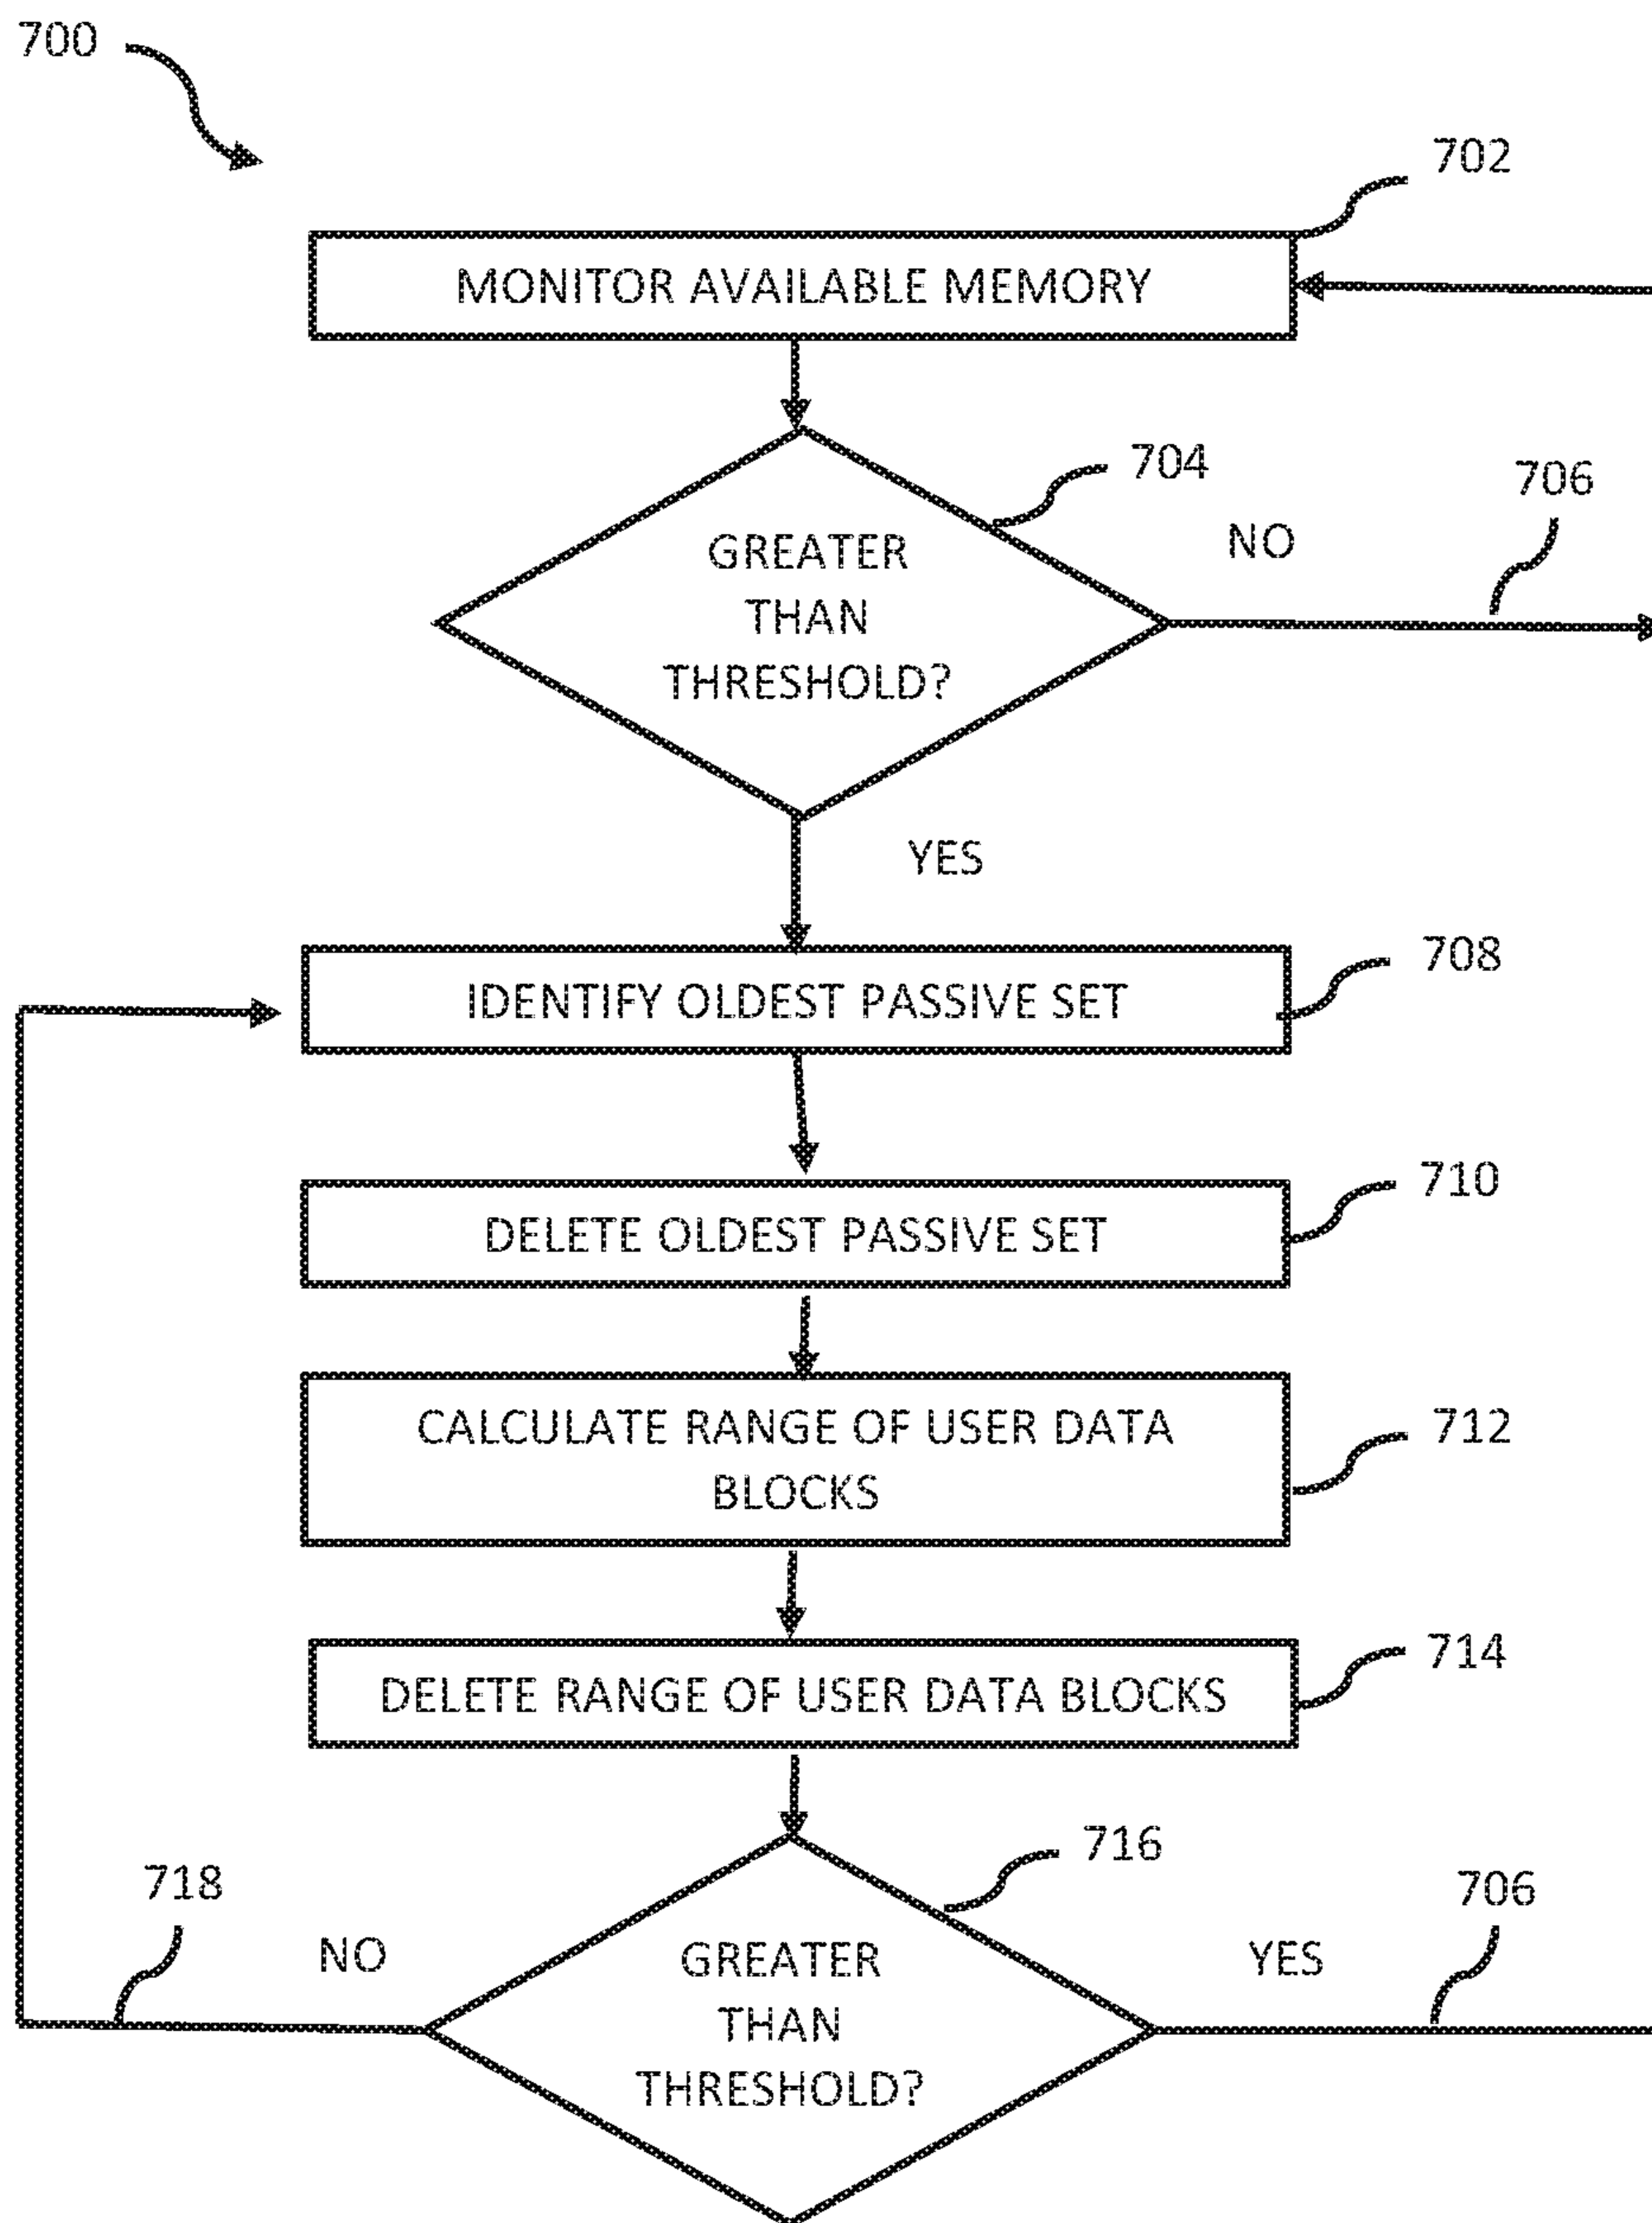 700
702
MONITOR AVAILABLE MEMORY
704
706
NO
GREATER
THAN
THRESHOLD?
YES
708
IDENTIFY OLDEST PASSIVE SET
710
DELETE OLDEST PASSIVE SET
712
CALCULATE RANGE OF USER DATA
BLOCKS
714
DELETE RANGE OF USER DATA BLOCKS
716
718
706
NO
YES
GREATER
THAN
THRESHOLD?